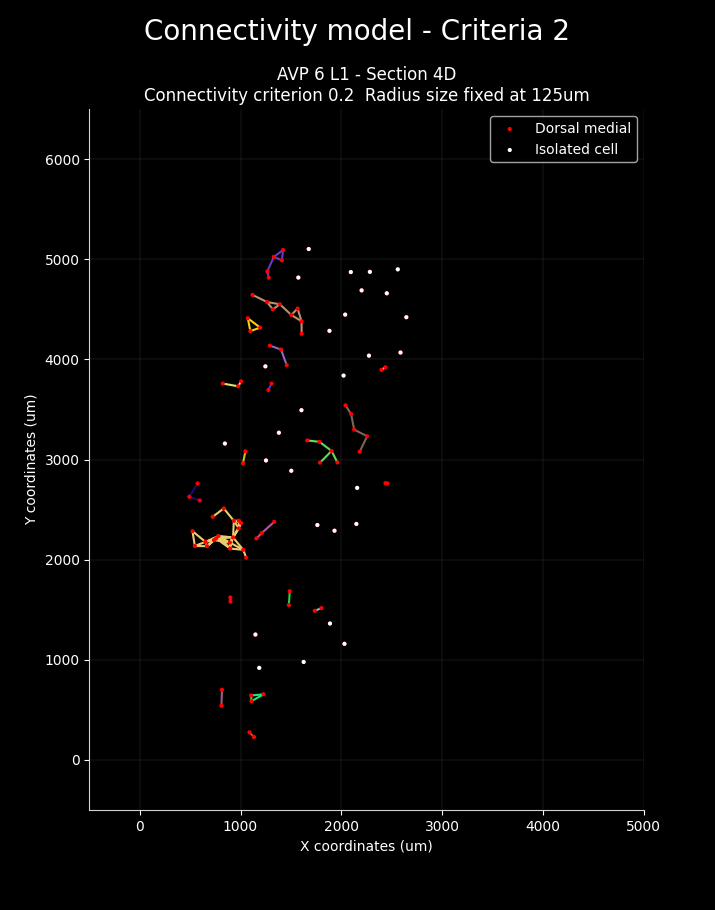 Connectivity model - Criteria 2
AVP 6 L1 - Section 4D
Connectivity criterion 0.2  Radius size fixed at 125um
Dorsal medial
Isolated cell
6000
5000
4000
3000
2000
1000
0
Y coordinates (um)
0 1000 2000 3000 4000 5000
X coordinates (um)